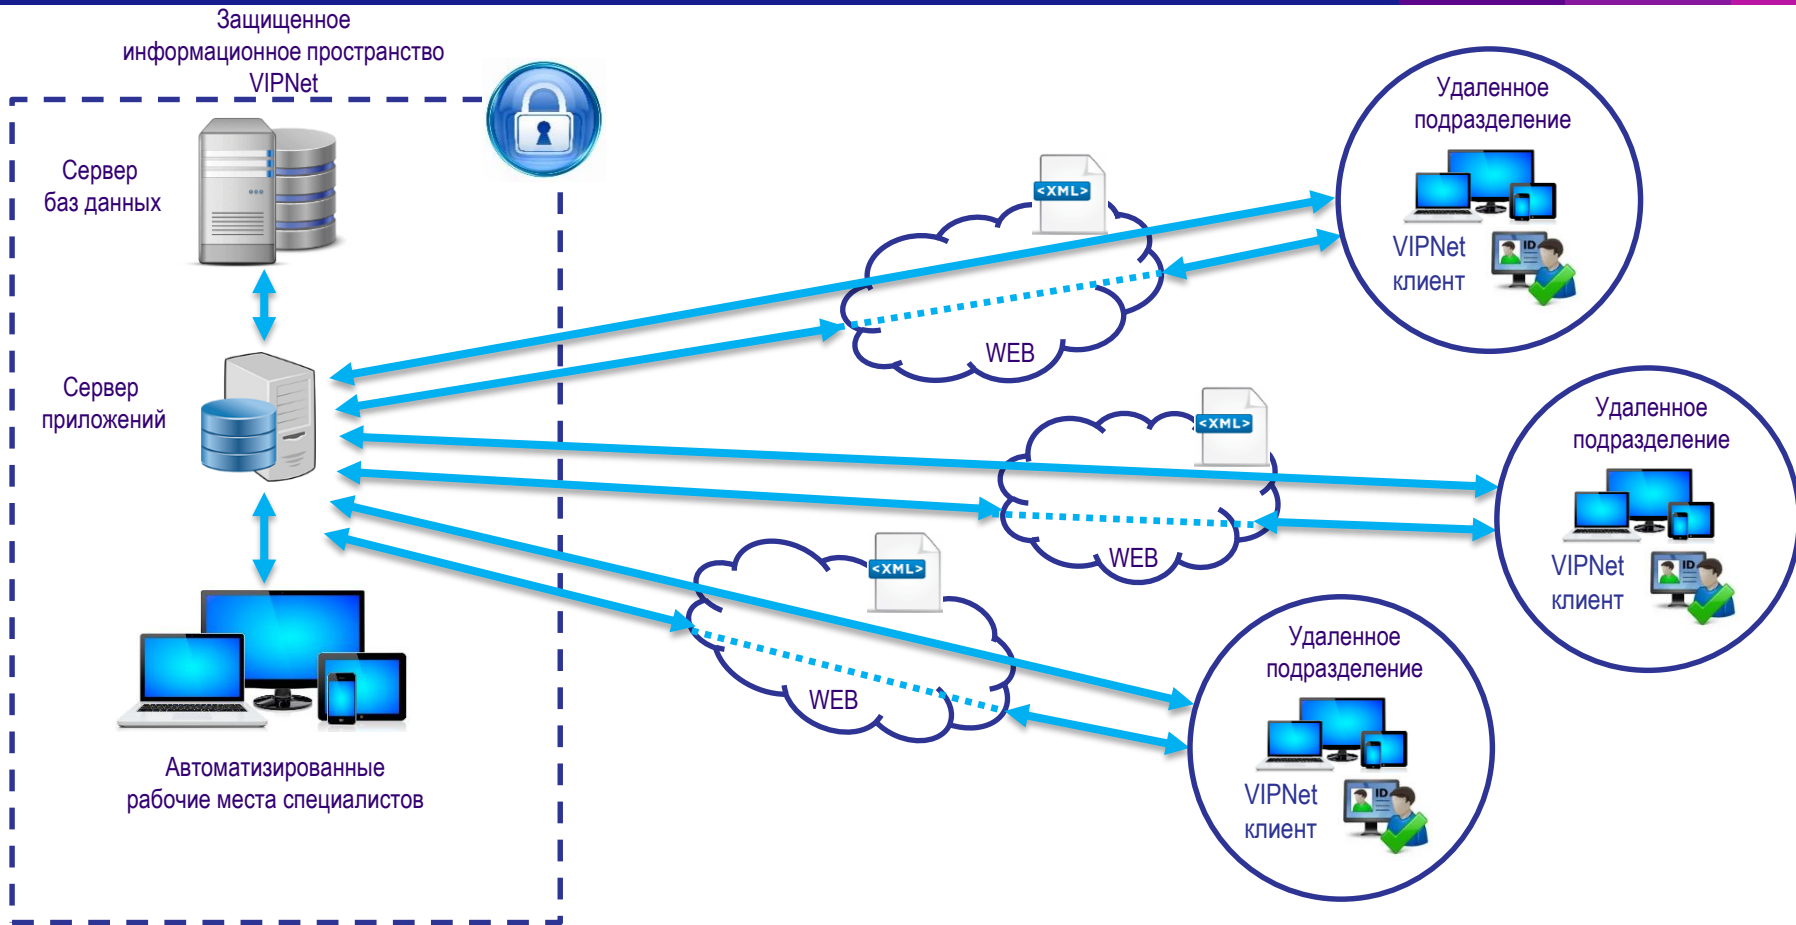 Защищенное
информационное пространство
VIPNet
Сервер
баз данных
Сервер
приложений
Автоматизированные
рабочие места специалистов
<XML>
WEB
<XML>
WEB
<XML>
WEB
Удаленное
подразделение
VIPNet
клиент
ID
Удаленное
подразделение
VIPNet
клиент
ID
Удаленное
подразделение
VIPNet
клиент
ID